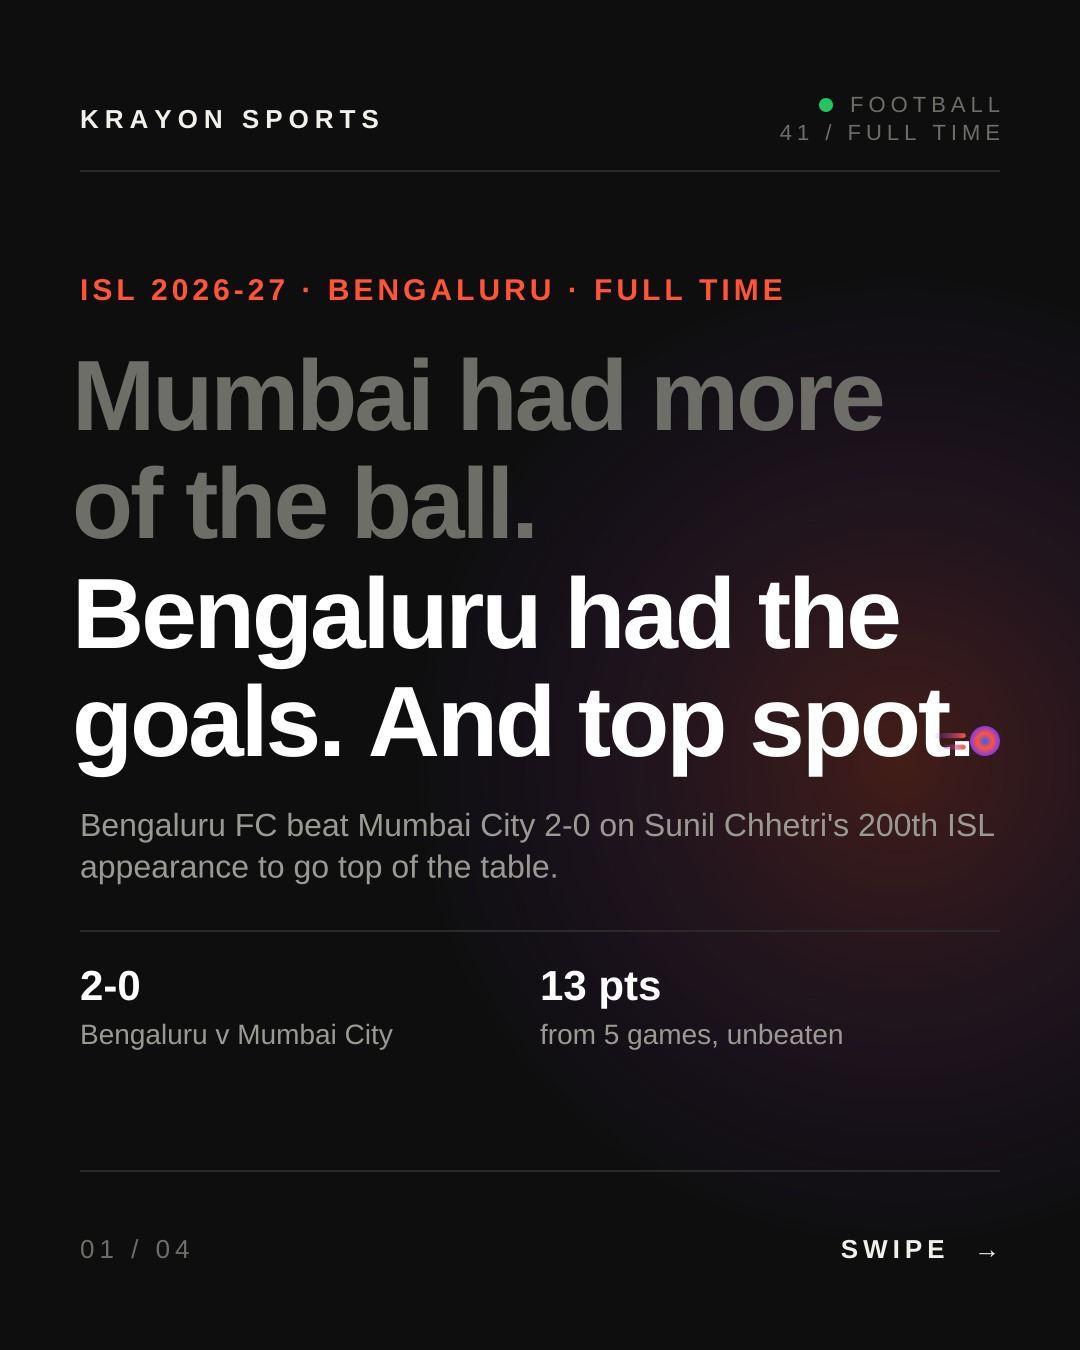 KRAYON SPORTS
FOOTBALL
41 / FULL TIME
ISL 2026-27 · BENGALURU · FULL TIME
Mumbai had more
of the ball.
Bengaluru had the
goals. And top spot.
Bengaluru FC beat Mumbai City 2-0 on Sunil Chhetri's 200th ISL
appearance to go top of the table.
2-0
Bengaluru v Mumbai City
13 pts
from 5 games, unbeaten
01 / 04
SWIPE →